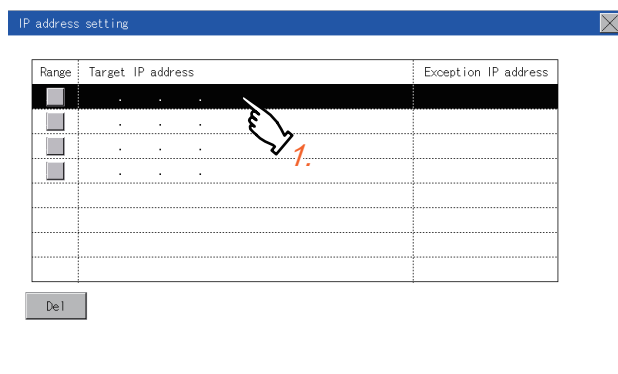 IP address setting
Range Target IP address Exception IP address
. . .
. . .
1.
. . .
. . .
Del